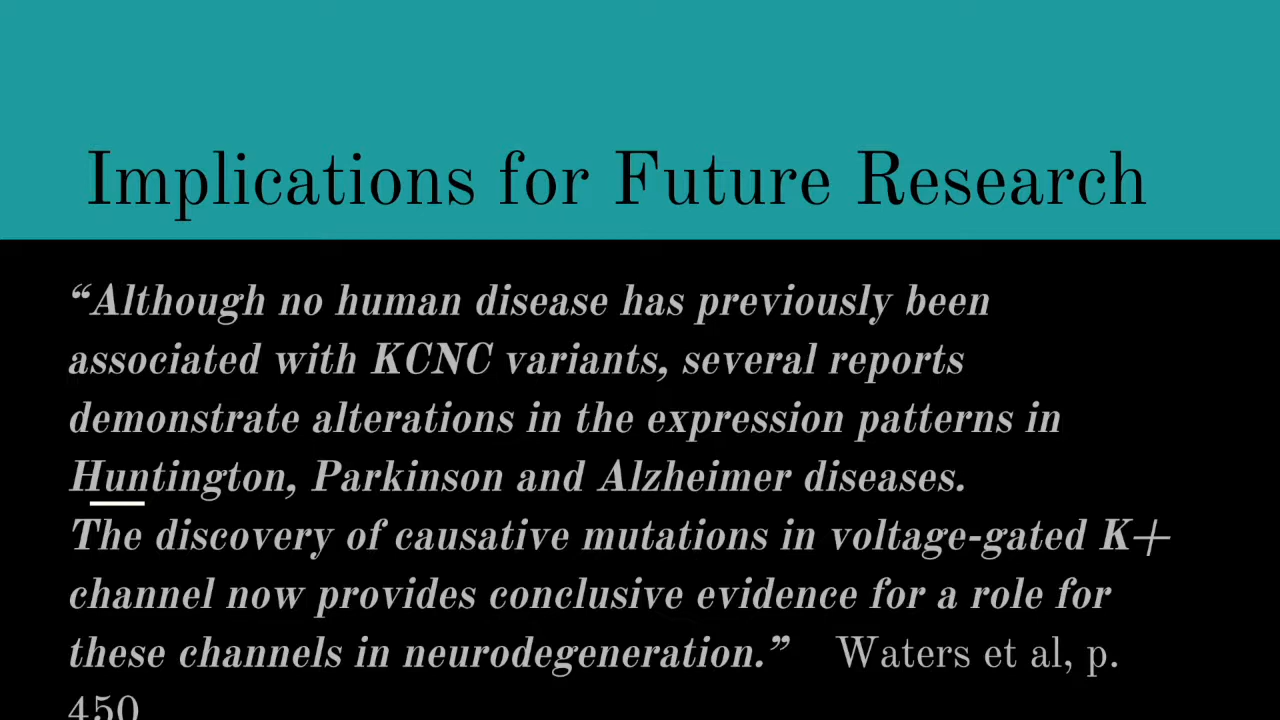 Implications for Future Research
“Although no human disease has previously been
associated with KCNC variants, several reports
demonstrate alterations in the expression patterns in
Huntington, Parkinson and Alzheimer diseases.
The discovery of causative mutations in voltage-gated K+
channel now provides conclusive evidence for a role for
these channels in neurodegeneration.” Waters et al, p.
450